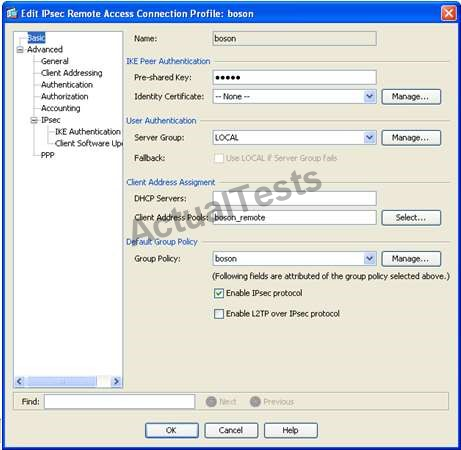 Edit IPsec Remote Access Connection Profile: boson
Basic
Advanced
General
Client Addressing
Authentication
Authorization
Accounting
IPsec
IKE Authentication
Client Software Up
PPP
Name: boson
IKE Peer Authentication
Pre-shared Key: •••••
Identity Certificate: -- None -- Manage...
User Authentication
Server Group: LOCAL Manage...
Fallback: Use LOCAL if Server Group fails
Client Address Assigment
DHCP Servers:
Client Address Pools: boson_remote Select...
Default Group Policy
Group Policy: boson Manage...
(Following fields are attributed of the group policy selected above.)
Enable IPsec protocol
Enable L2TP over IPsec protocol
ActualTests
Find: Next Previous
OK Cancel Help